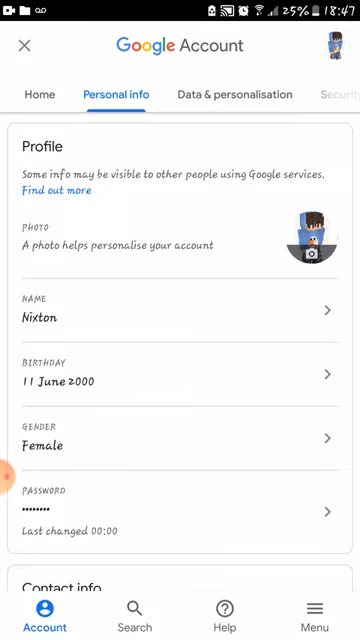 25% 18:47
Google Account
Home Personal info Data & personalisation Security
Profile
Some info may be visible to other people using Google services.
Find out more
PHOTO
A photo helps personalise your account
NAME
Nixton
BIRTHDAY
11 June 2000
GENDER
Female
PASSWORD
••••••••
Last changed 00:00
Contact info
Account Search Help Menu